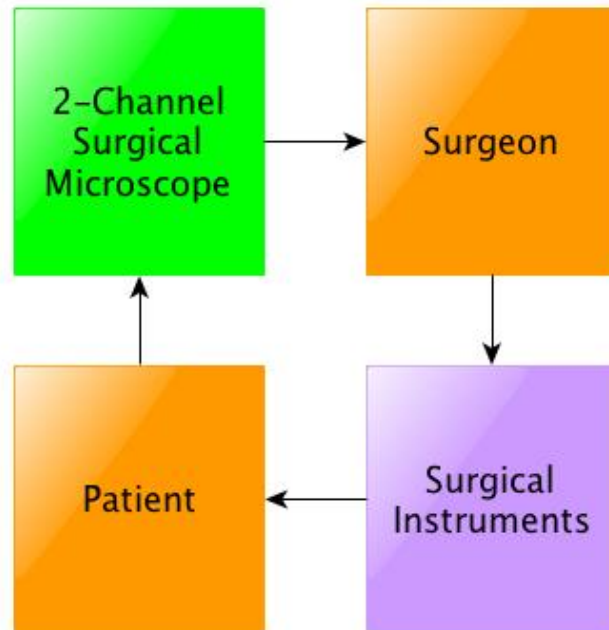 2-Channel
Surgical
Microscope
Surgeon
Patient
Surgical
Instruments